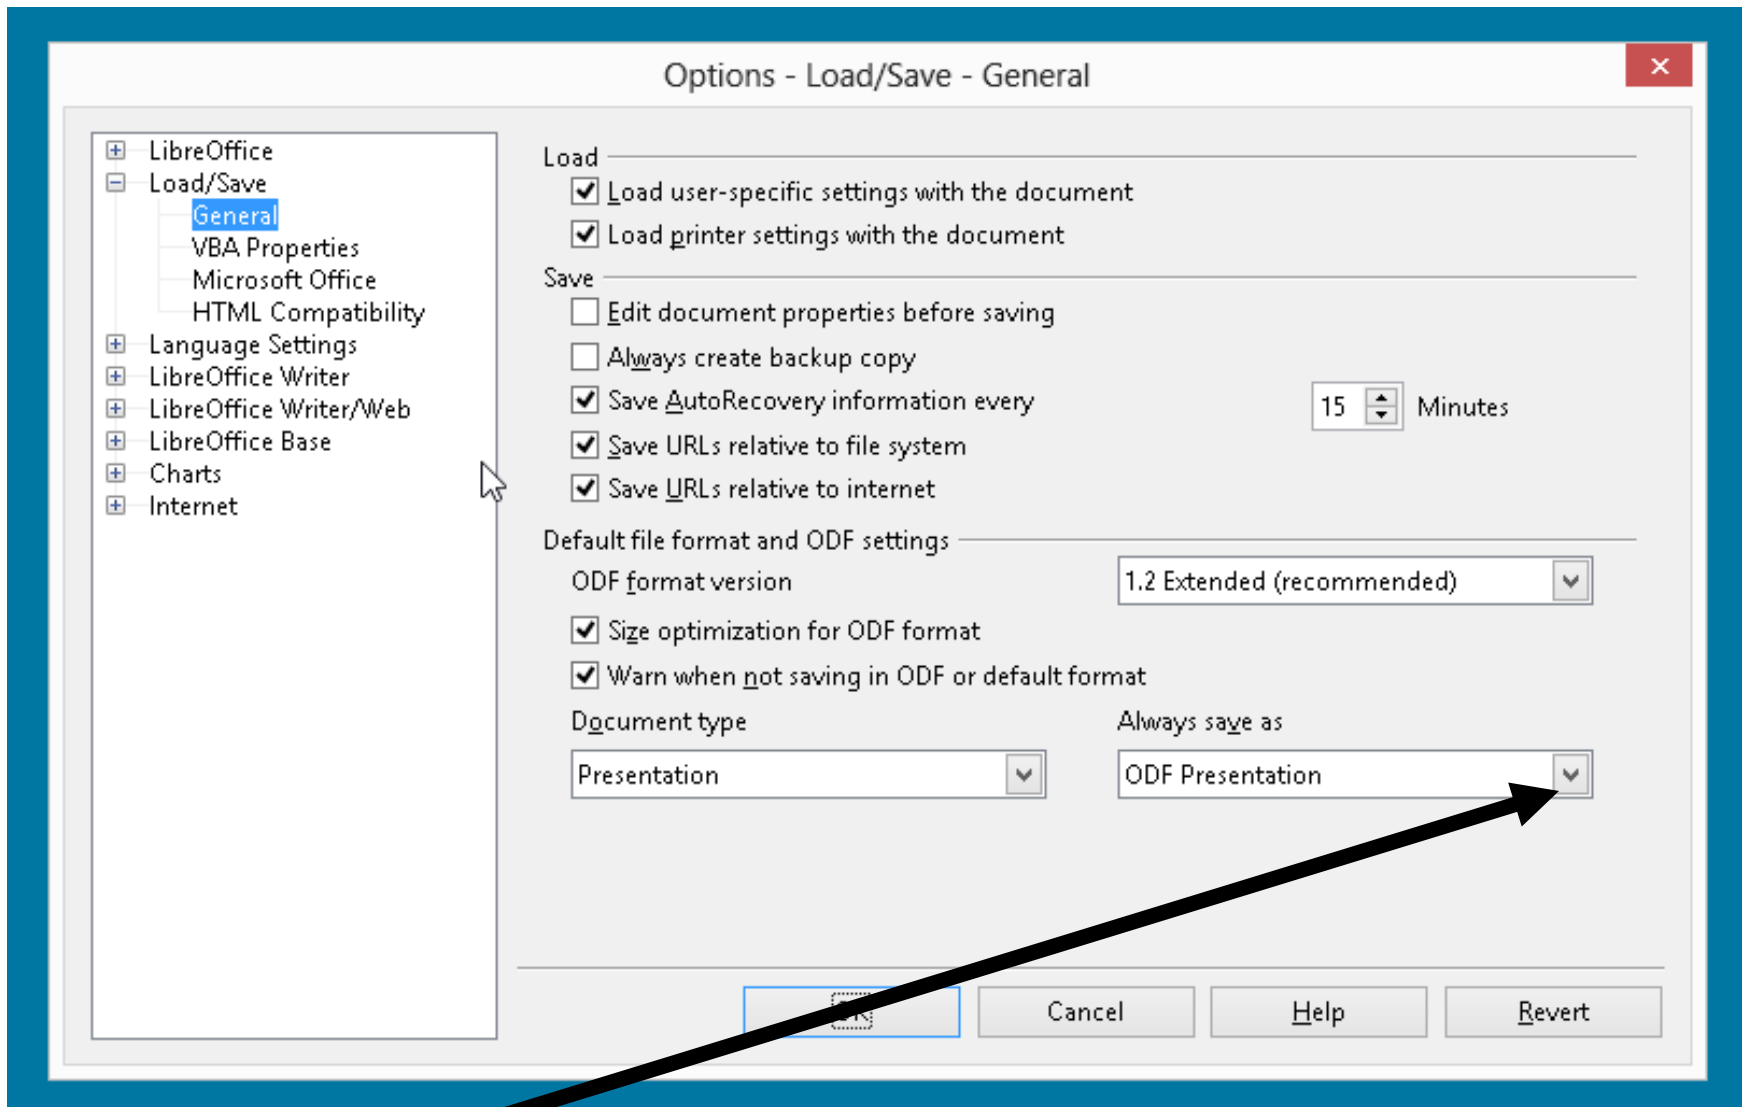 Options - Load/Save - General
LibreOffice
Load/Save
General
VBA Properties
Microsoft Office
HTML Compatibility
Language Settings
LibreOffice Writer
LibreOffice Writer/Web
LibreOffice Base
Charts
Internet
Load
Load user-specific settings with the document
Load printer settings with the document
Save
Edit document properties before saving
Always create backup copy
Save AutoRecovery information every 15 Minutes
Save URLs relative to file system
Save URLs relative to internet
Default file format and ODF settings
ODF format version 1.2 Extended (recommended)
Size optimization for ODF format
Warn when not saving in ODF or default format
Document type Always save as
Presentation ODF Presentation
Cancel Help Revert